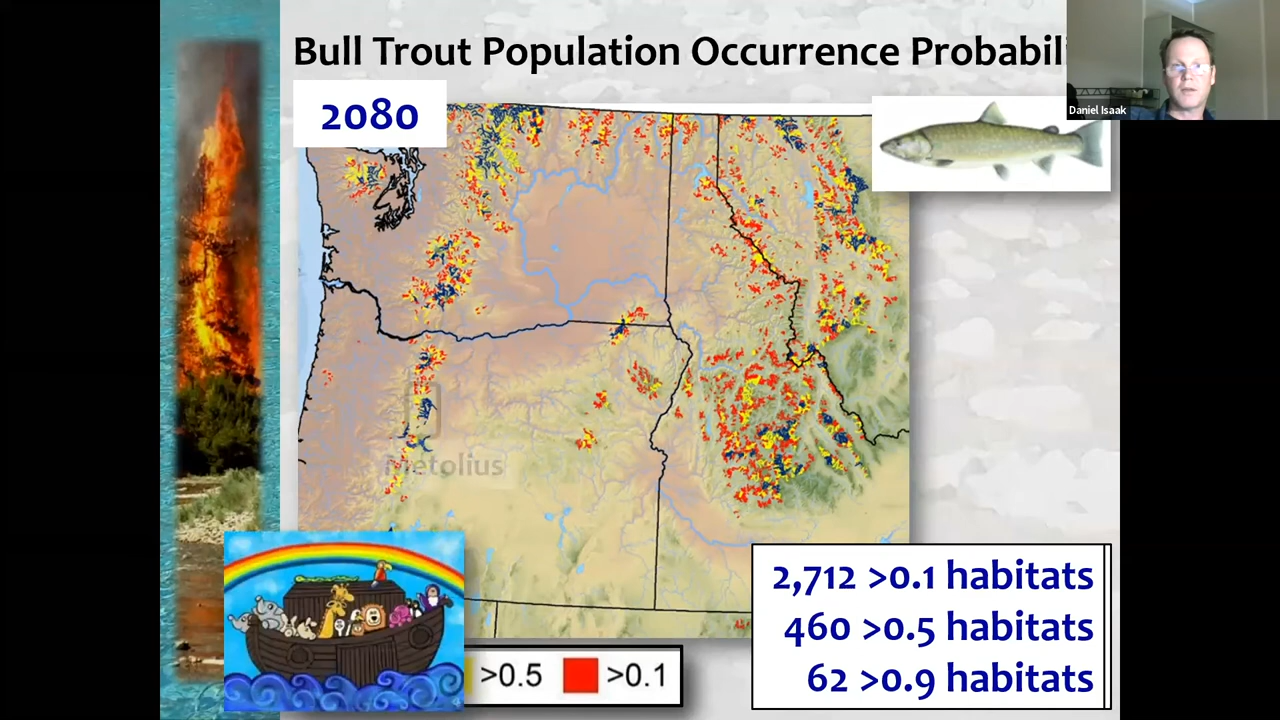 Bull Trout Population Occurrence Probabili
Daniel Isaak
2080
Metolius
>0.5 >0.1
2,712 >0.1 habitats
460 >0.5 habitats
62 >0.9 habitats